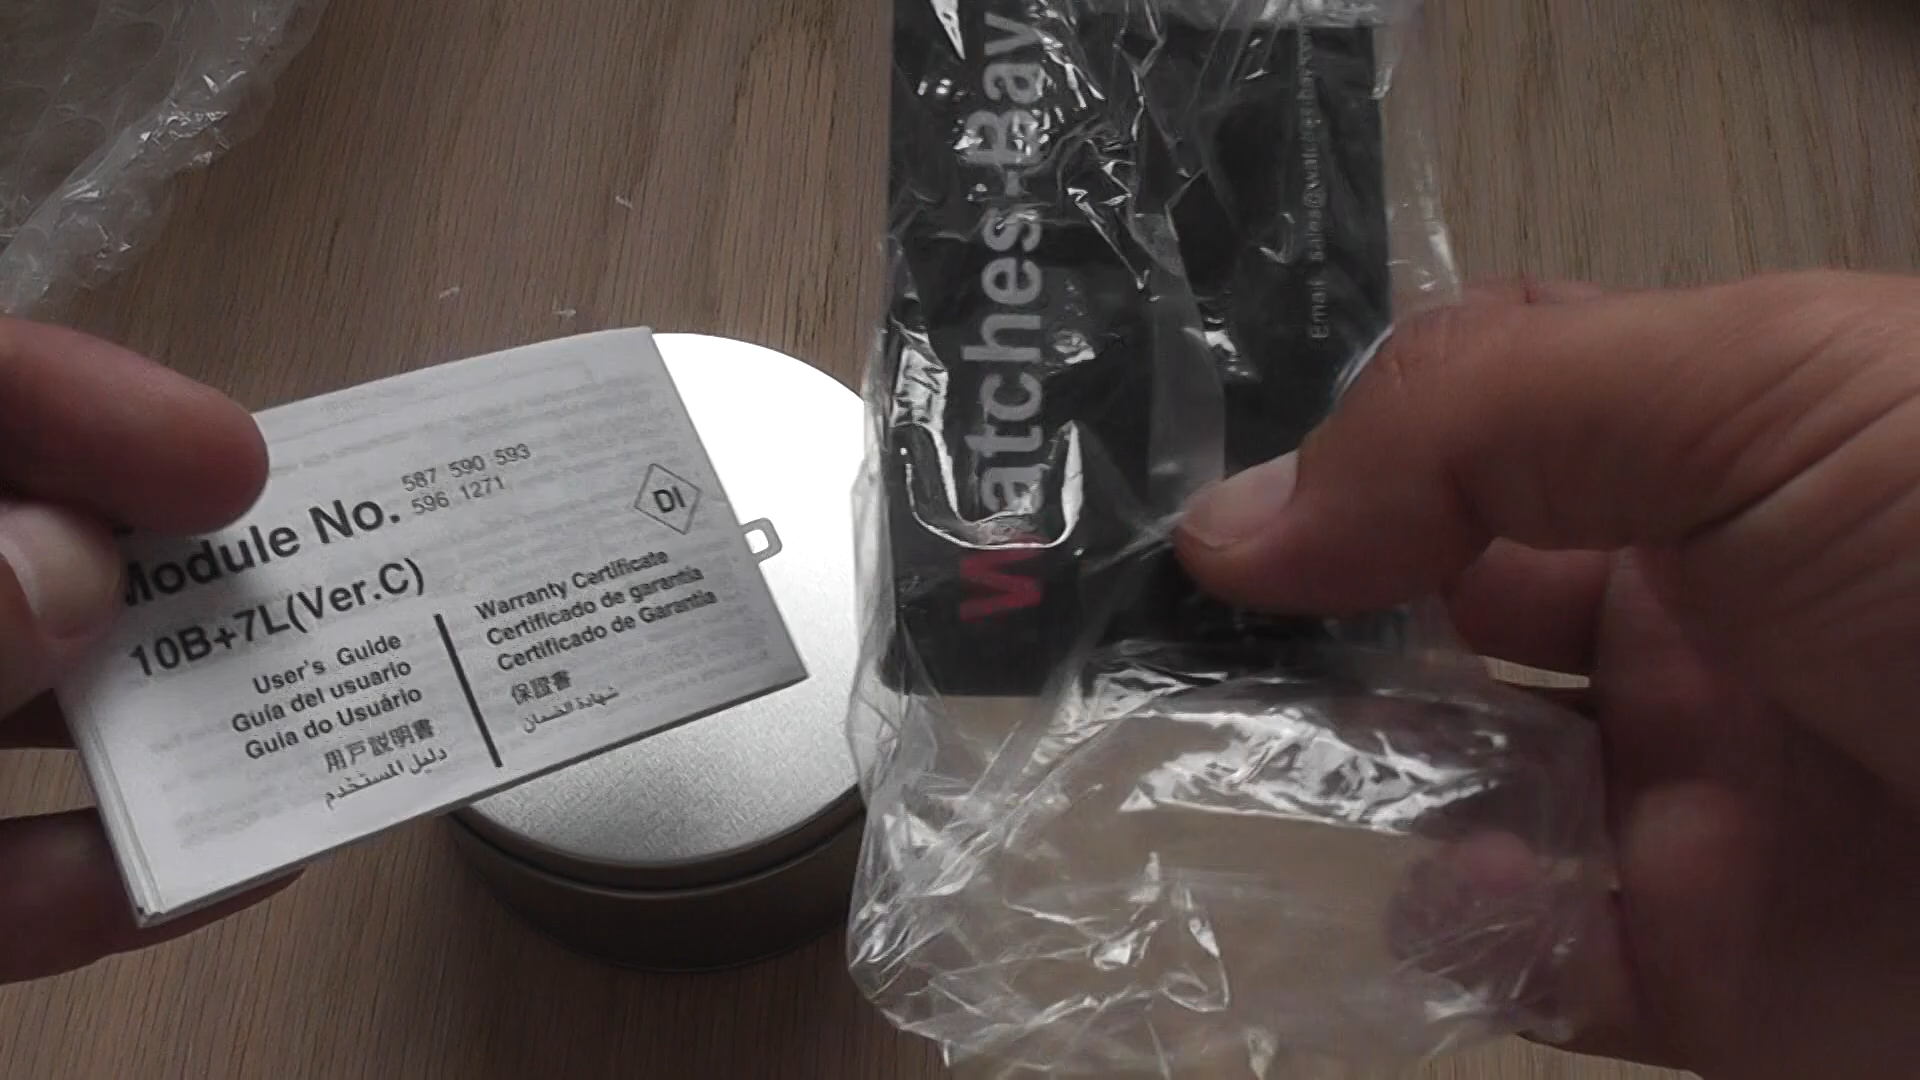 Module No. 587 590 593
596 1271
DI
10B+7L(Ver.C)
User's Guide
Guía del usuario
Guia do Usuário
用戶説明書
دليل المستخدم
Warranty Certificate
Certificado de garantía
Certificado de Garantia
保證書
شهادة الضمان
Watches-Bay
Email